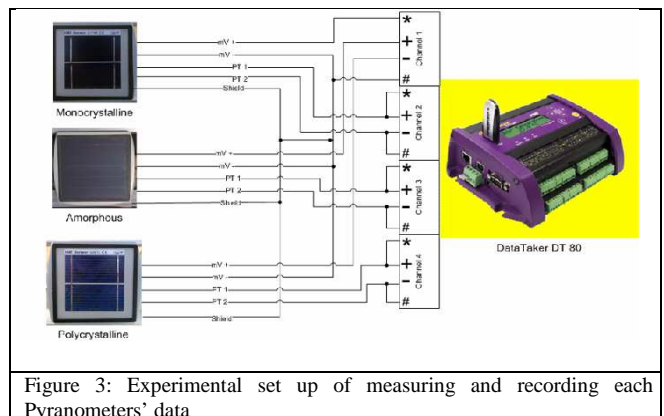 mV +
mV -
PT 1
PT 2
Shield
Monocrystalline
mV +
mV -
PT 1
PT 2
Shield
Amorphous
mV +
mV -
PT 1
PT 2
Shield
Polycrystalline
*
+
-
#
Channel 1
*
+
-
#
Channel 2
*
+
-
#
Channel 3
*
+
-
#
Channel 4
DataTaker DT 80
Figure 3: Experimental set up of measuring and recording each
Pyranometers' data